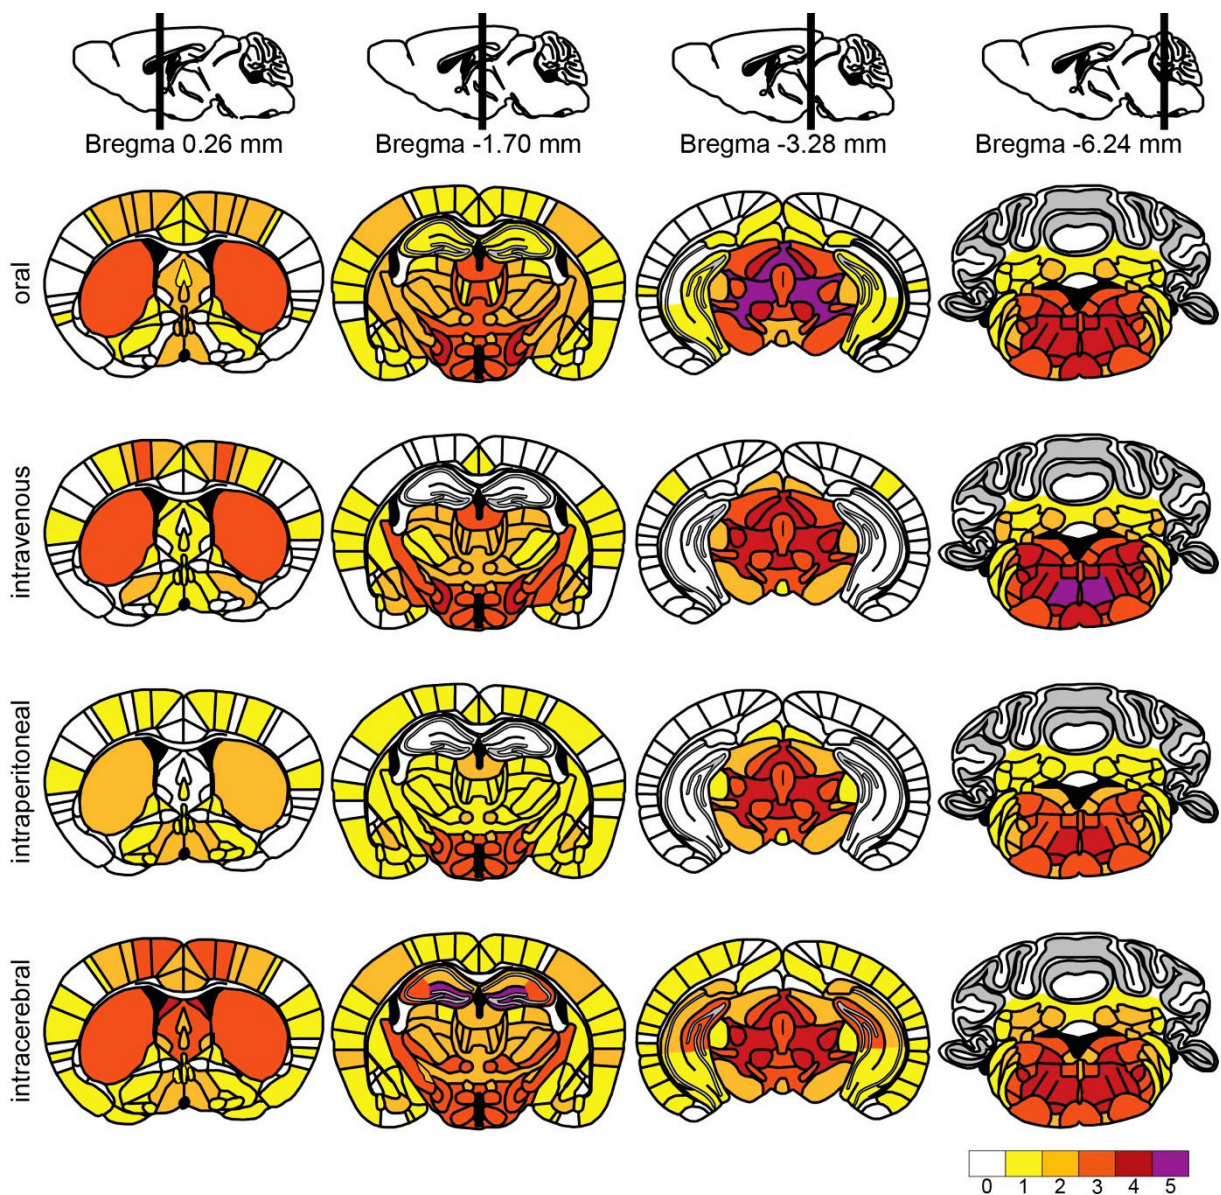 Bregma 0.26 mm
Bregma -1.70 mm
Bregma -3.28 mm
Bregma -6.24 mm
oral
intravenous
intraperitoneal
intracerebral
0 1 2 3 4 5